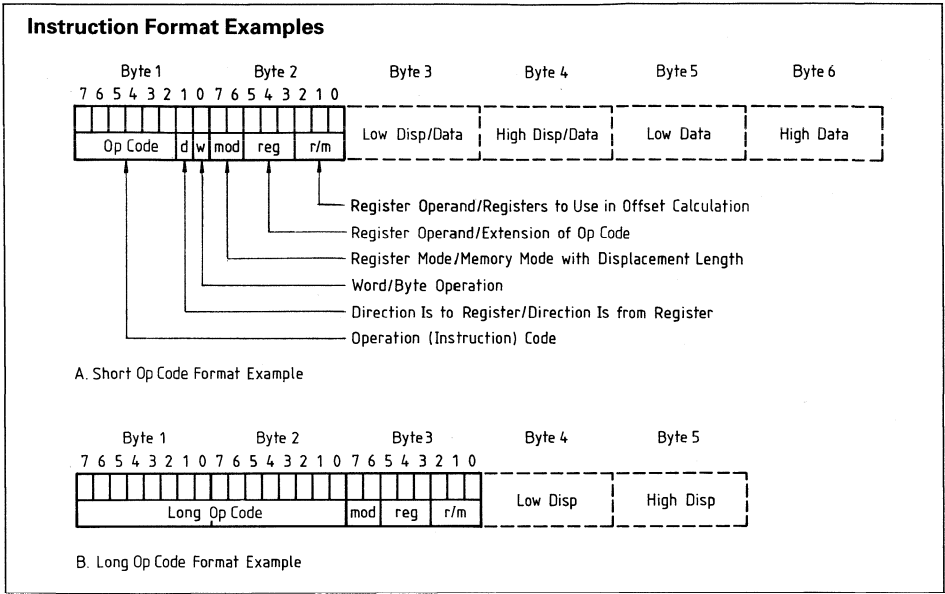 Instruction Format Examples
Byte 1 Byte 2 Byte 3 Byte 4 Byte 5 Byte 6
7 6 5 4 3 2 1 0 7 6 5 4 3 2 1 0
Low Disp/Data High Disp/Data Low Data High Data
Op Code d w mod reg r/m
Register Operand/Registers to Use in Offset Calculation
Register Operand/Extension of Op Code
Register Mode/Memory Mode with Displacement Length
Word/Byte Operation
Direction Is to Register/Direction Is from Register
Operation (Instruction) Code
A. Short Op Code Format Example
Byte 1 Byte 2 Byte 3 Byte 4 Byte 5
7 6 5 4 3 2 1 0 7 6 5 4 3 2 1 0 7 6 5 4 3 2 1 0
Low Disp High Disp
Long Op Code mod reg r/m
B. Long Op Code Format Example